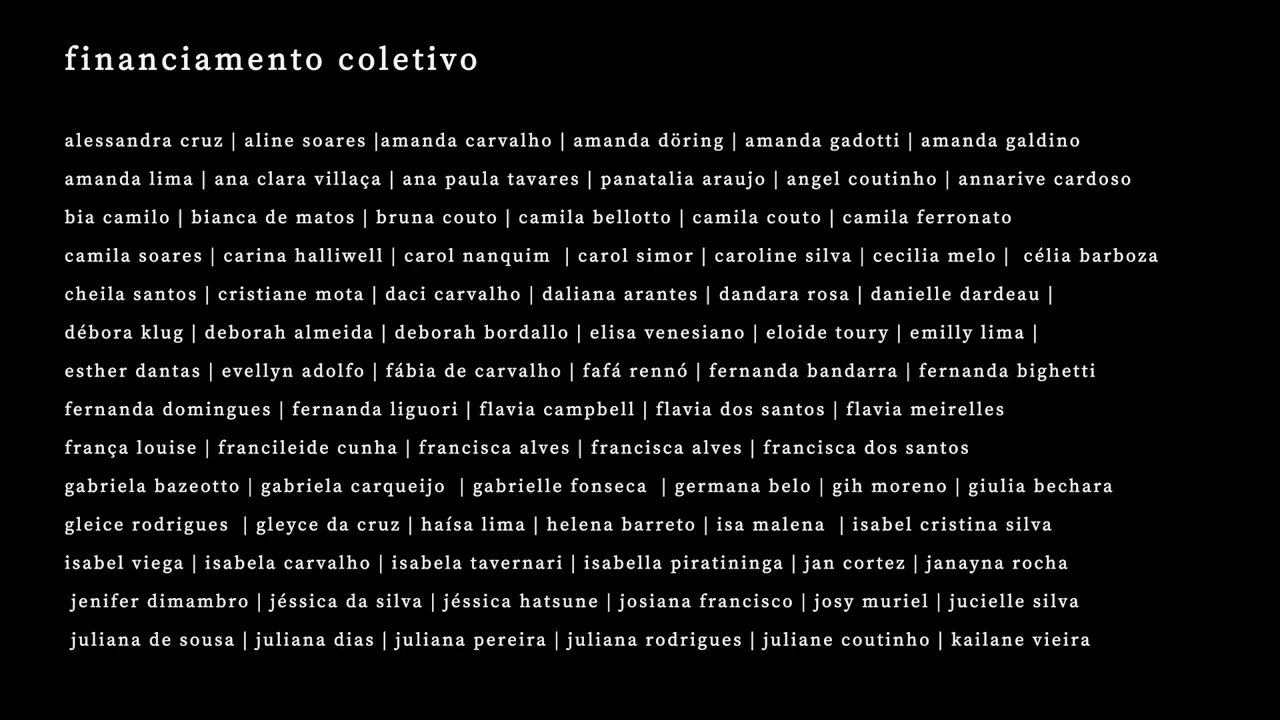 financiamento coletivo
alessandra cruz | aline soares |amanda carvalho | amanda döring | amanda gadotti | amanda galdino
amanda lima | ana clara villaça | ana paula tavares | panatalia araujo | angel coutinho | annarive cardoso
bia camilo | bianca de matos | bruna couto | camila bellotto | camila couto | camila ferronato
camila soares | carina halliwell | carol nanquim | carol simor | caroline silva | cecilia melo | célia barboza
cheila santos | cristiane mota | daci carvalho | daliana arantes | dandara rosa | danielle dardeau |
débora klug | deborah almeida | deborah bordallo | elisa venesiano | eloide toury | emilly lima |
esther dantas | evellyn adolfo | fábia de carvalho | fafá rennó | fernanda bandarra | fernanda bighetti
fernanda domingues | fernanda liguori | flavia campbell | flavia dos santos | flavia meirelles
frança louise | francileide cunha | francisca alves | francisca alves | francisca dos santos
gabriela bazeotto | gabriela carqueijo | gabrielle fonseca | germana belo | gih moreno | giulia bechara
gleice rodrigues | gleyce da cruz | haísa lima | helena barreto | isa malena | isabel cristina silva
isabel viega | isabela carvalho | isabela tavernari | isabella piratininga | jan cortez | janayna rocha
jenifer dimambro | jéssica da silva | jéssica hatsune | josiana francisco | josy muriel | jucielle silva
juliana de sousa | juliana dias | juliana pereira | juliana rodrigues | juliane coutinho | kailane vieira